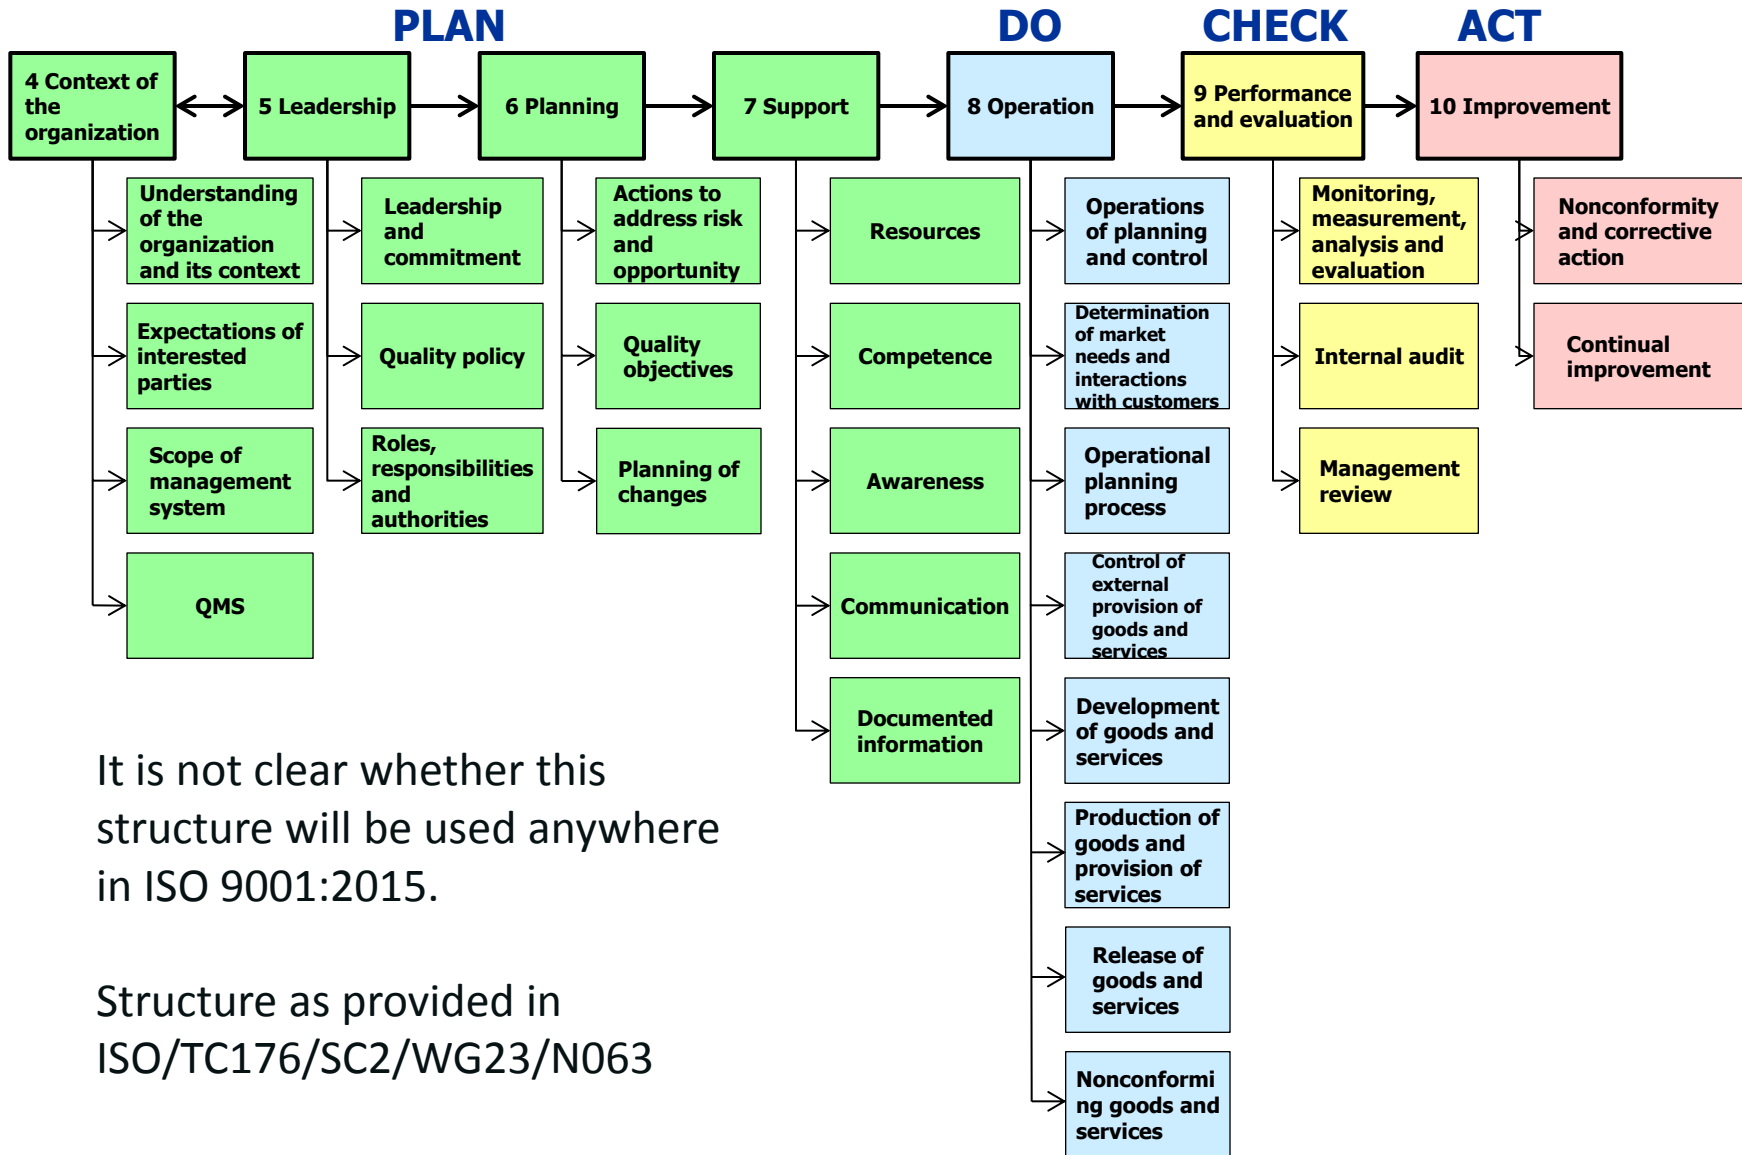 PLAN
DO
CHECK
ACT
4 Context of
the
organization
5 Leadership
6 Planning
7 Support
8 Operation
9 Performance
and evaluation
10 Improvement
Understanding
of the
organization
and its context
Expectations of
interested
parties
Scope of
management
system
QMS
Leadership
and
commitment
Quality policy
Roles,
responsibilities
and
authorities
Actions to
address risk
and
opportunity
Quality
objectives
Planning of
changes
Resources
Competence
Awareness
Communication
Documented
information
Operations
of planning
and control
Determination
of market
needs and
interactions
with customers
Operational
planning
process
Control of
external
provision of
goods and
services
Development
of goods and
services
Production of
goods and
provision of
services
Release of
goods and
services
Nonconformi
ng goods and
services
Monitoring,
measurement,
analysis and
evaluation
Internal audit
Management
review
Nonconformity
and corrective
action
Continual
improvement
It is not clear whether this
structure will be used anywhere
in ISO 9001:2015.
Structure as provided in
ISO/TC176/SC2/WG23/N063